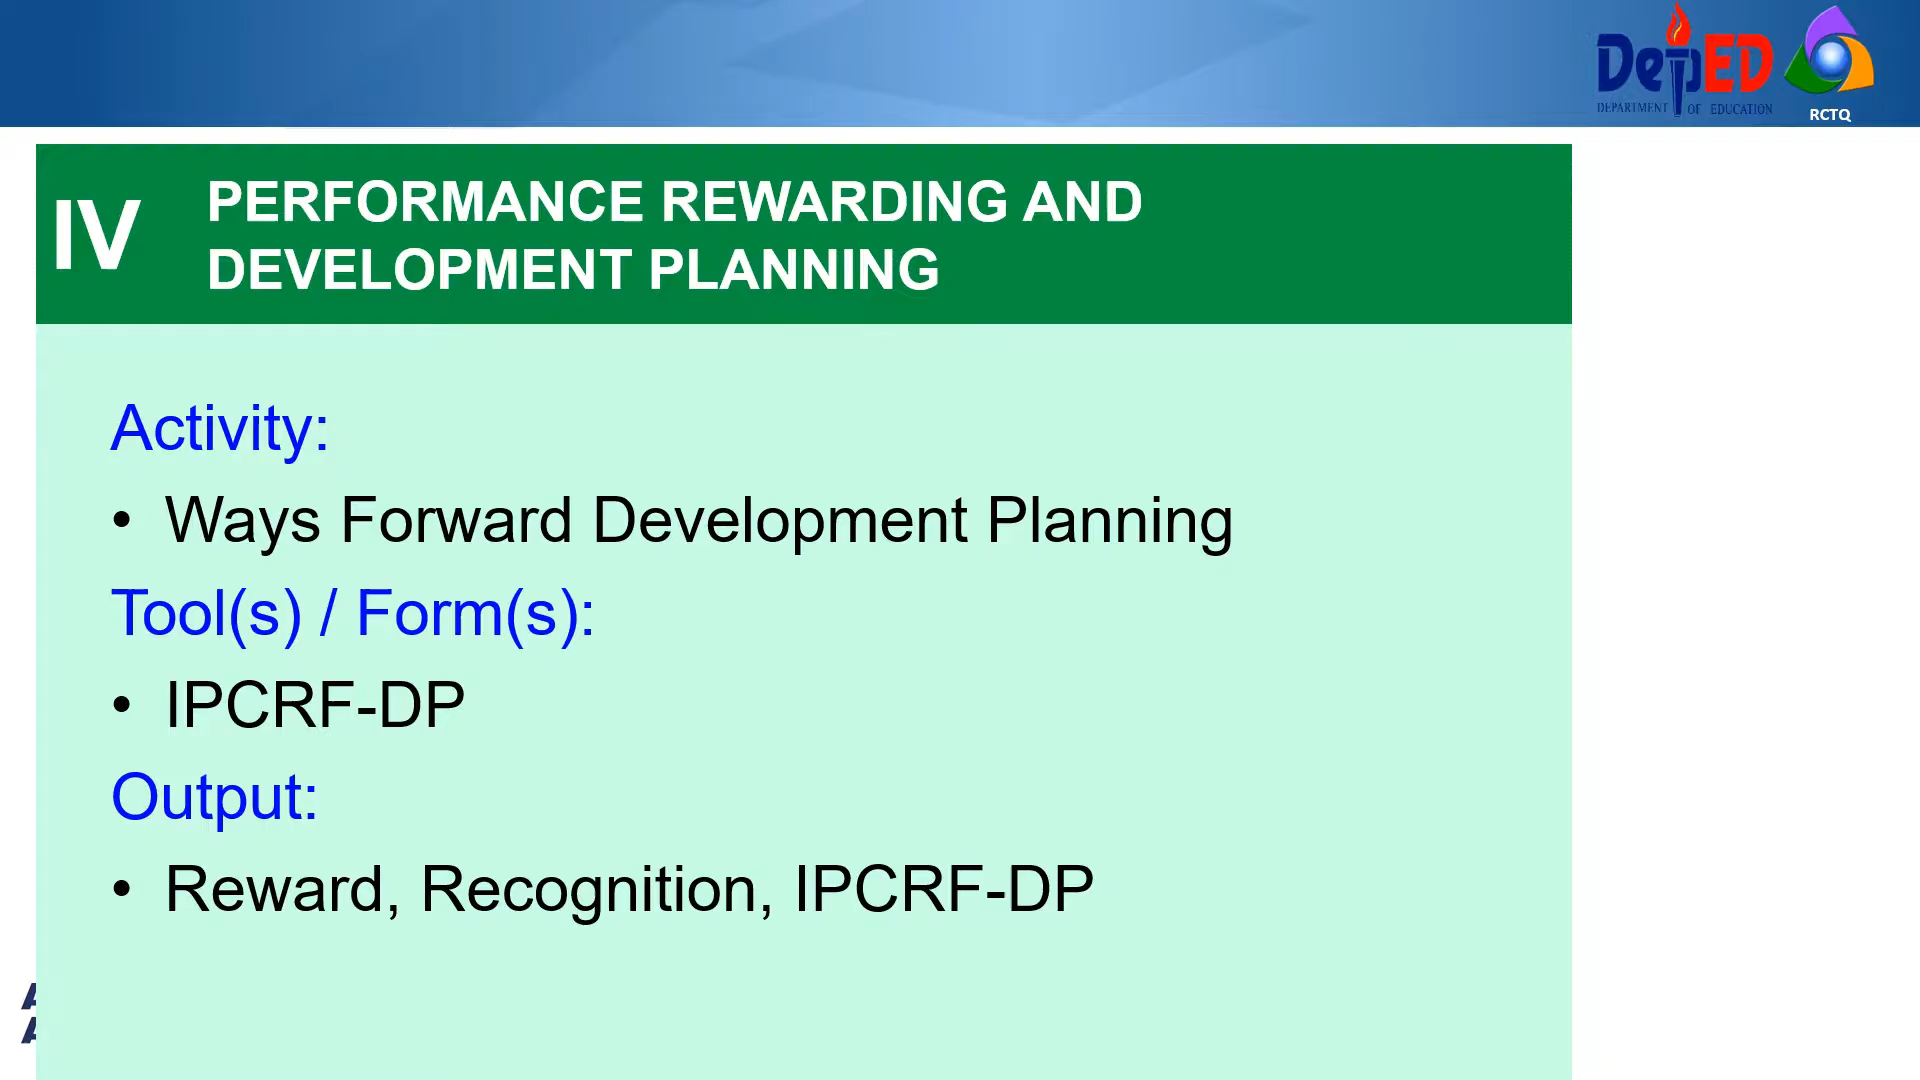 DepED
DEPARTMENT OF EDUCATION
RCTQ
IV
PERFORMANCE REWARDING AND
DEVELOPMENT PLANNING
Activity:
• Ways Forward Development Planning
Tool(s) / Form(s):
• IPCRF-DP
Output:
• Reward, Recognition, IPCRF-DP